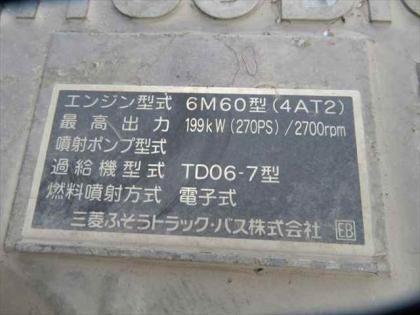 エンジン型式 6M60型(4AT2)
最高出力 199kW(270PS)/2700rpm
噴射ポンプ型式
過給機型式 TD06-7型
燃料噴射方式 電子式
三菱ふそうトラック・バス株式会社 EB